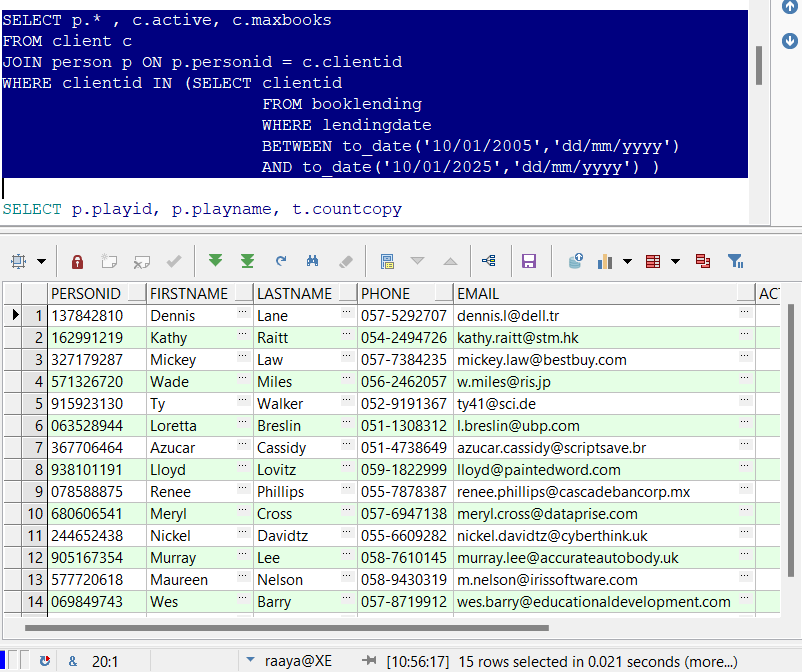 SELECT p.* , c.active, c.maxbooks
FROM client c
JOIN person p ON p.personid = c.clientid
WHERE clientid IN (SELECT clientid
FROM booklending
WHERE lendingdate
BETWEEN to_date('10/01/2005','dd/mm/yyyy')
AND to_date('10/01/2025','dd/mm/yyyy') )
SELECT p.playid, p.playname, t.countcopy
PERSONID FIRSTNAME LASTNAME PHONE EMAIL ACT
1 137842810 Dennis Lane 057-5292707 dennis.l@dell.tr
2 162991219 Kathy Raitt 054-2494726 kathy.raitt@stm.hk
3 327179287 Mickey Law 057-7384235 mickey.law@bestbuy.com
4 571326720 Wade Miles 056-2462057 w.miles@ris.jp
5 915923130 Ty Walker 052-9191367 ty41@sci.de
6 063528944 Loretta Breslin 051-1308312 l.breslin@ubp.com
7 367706464 Azucar Cassidy 051-4738649 azucar.cassidy@scriptsave.br
8 938101191 Lloyd Lovitz 059-1822999 lloyd@paintedword.com
9 078588875 Renee Phillips 055-7878387 renee.phillips@cascadebancorp.mx
10 680606541 Meryl Cross 057-6947138 meryl.cross@dataprise.com
11 244652438 Nickel Davidtz 055-6609282 nickel.davidtz@cyberthink.uk
12 905167354 Murray Lee 058-7610145 murray.lee@accurateautobody.uk
13 577720618 Maureen Nelson 058-9430319 m.nelson@irissoftware.com
14 069849743 Wes Barry 057-8719912 wes.barry@educationaldevelopment.com
& 20:1 raaya@XE [10:56:17] 15 rows selected in 0.021 seconds (more...)